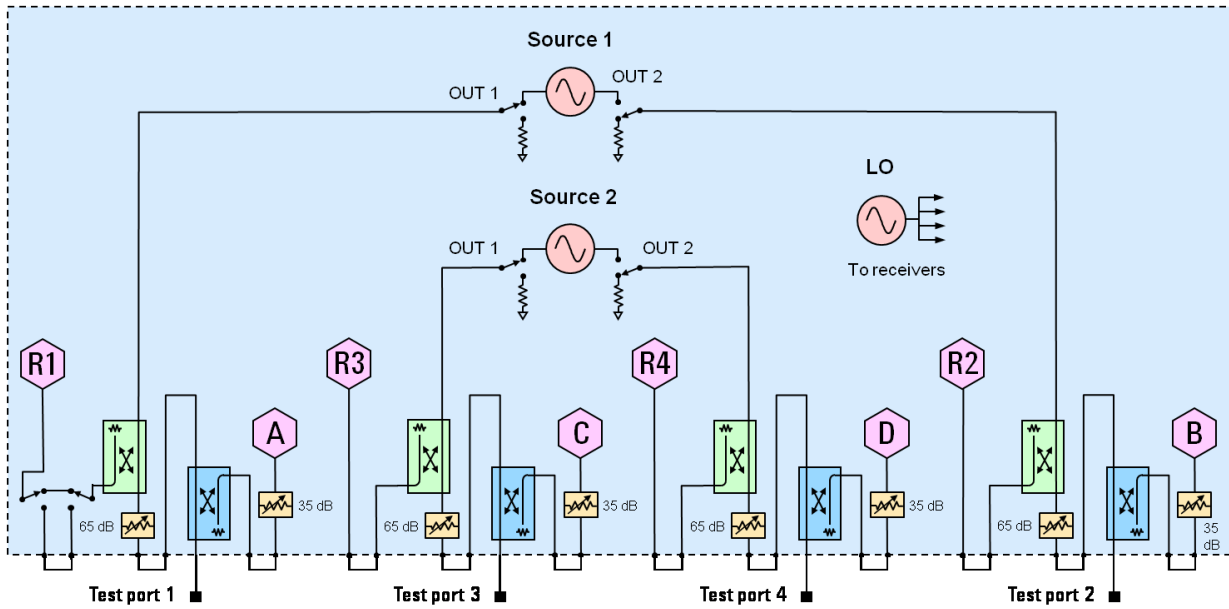 Source 1
OUT 1
OUT 2
LO
Source 2
OUT 1
OUT 2
To receivers
R1
R3
R4
R2
A
C
D
B
65 dB
35 dB
65 dB
35 dB
65 dB
35 dB
65 dB
35
dB
Test port 1
Test port 3
Test port 4
Test port 2